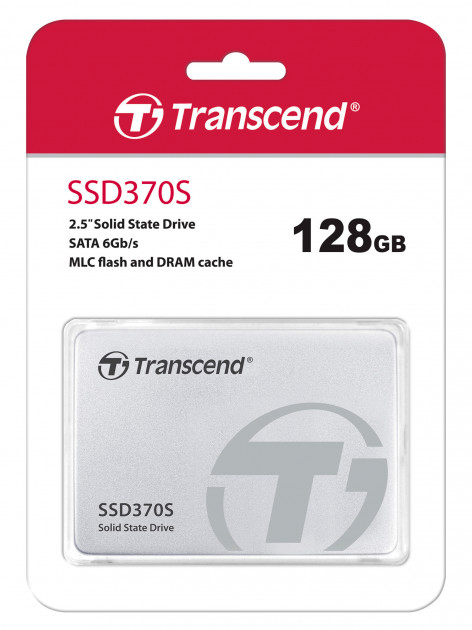 Transcend®
SSD370S
2.5" Solid State Drive
SATA 6Gb/s
MLC flash and DRAM cache
128GB
Transcend®
SSD370S
Solid State Drive